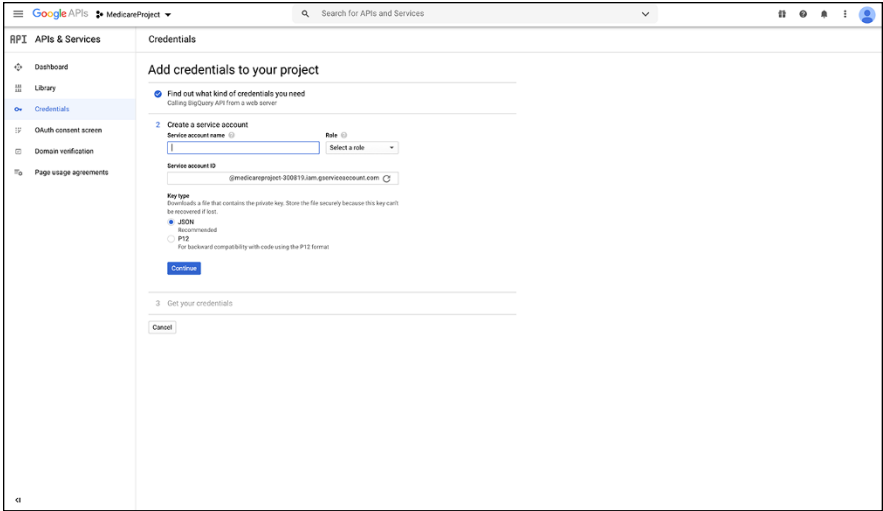 Google APIs MedicareProject Search for APIs and Services
API APIs & Services Credentials
Dashboard
Library
Credentials
OAuth consent screen
Domain verification
Page usage agreements
Add credentials to your project
Find out what kind of credentials you need
Calling BigQuery API from a web server
2 Create a service account
Service account name Role
Select a role
Service account ID
@medicareproject-300819.iam.gserviceaccount.com
Key type
Downloads a file that contains the private key. Store the file securely because this key can't
be recovered if lost.
JSON
Recommended
P12
For backward compatibility with code using the P12 format
Continue
3 Get your credentials
Cancel